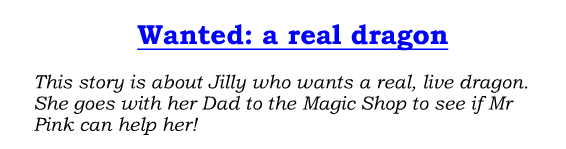 Wanted: a real dragon
This story is about Jilly who wants a real, live dragon.
She goes with her Dad to the Magic Shop to see if Mr
Pink can help her!